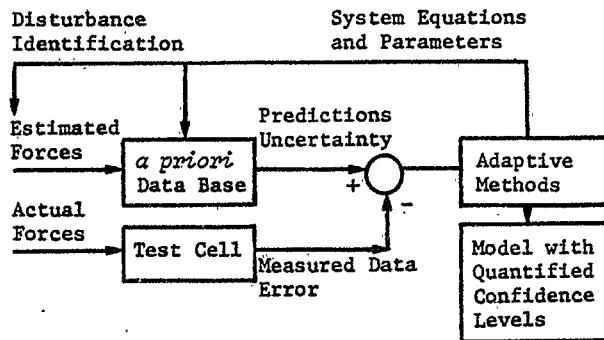 Disturbance
Identification
System Equations
and Parameters
Estimated
Forces
a priori
Data Base
Predictions
Uncertainty
+
-
Adaptive
Methods
Actual
Forces
Test Cell
Measured Data
Error
Model with
Quantified
Confidence
Levels